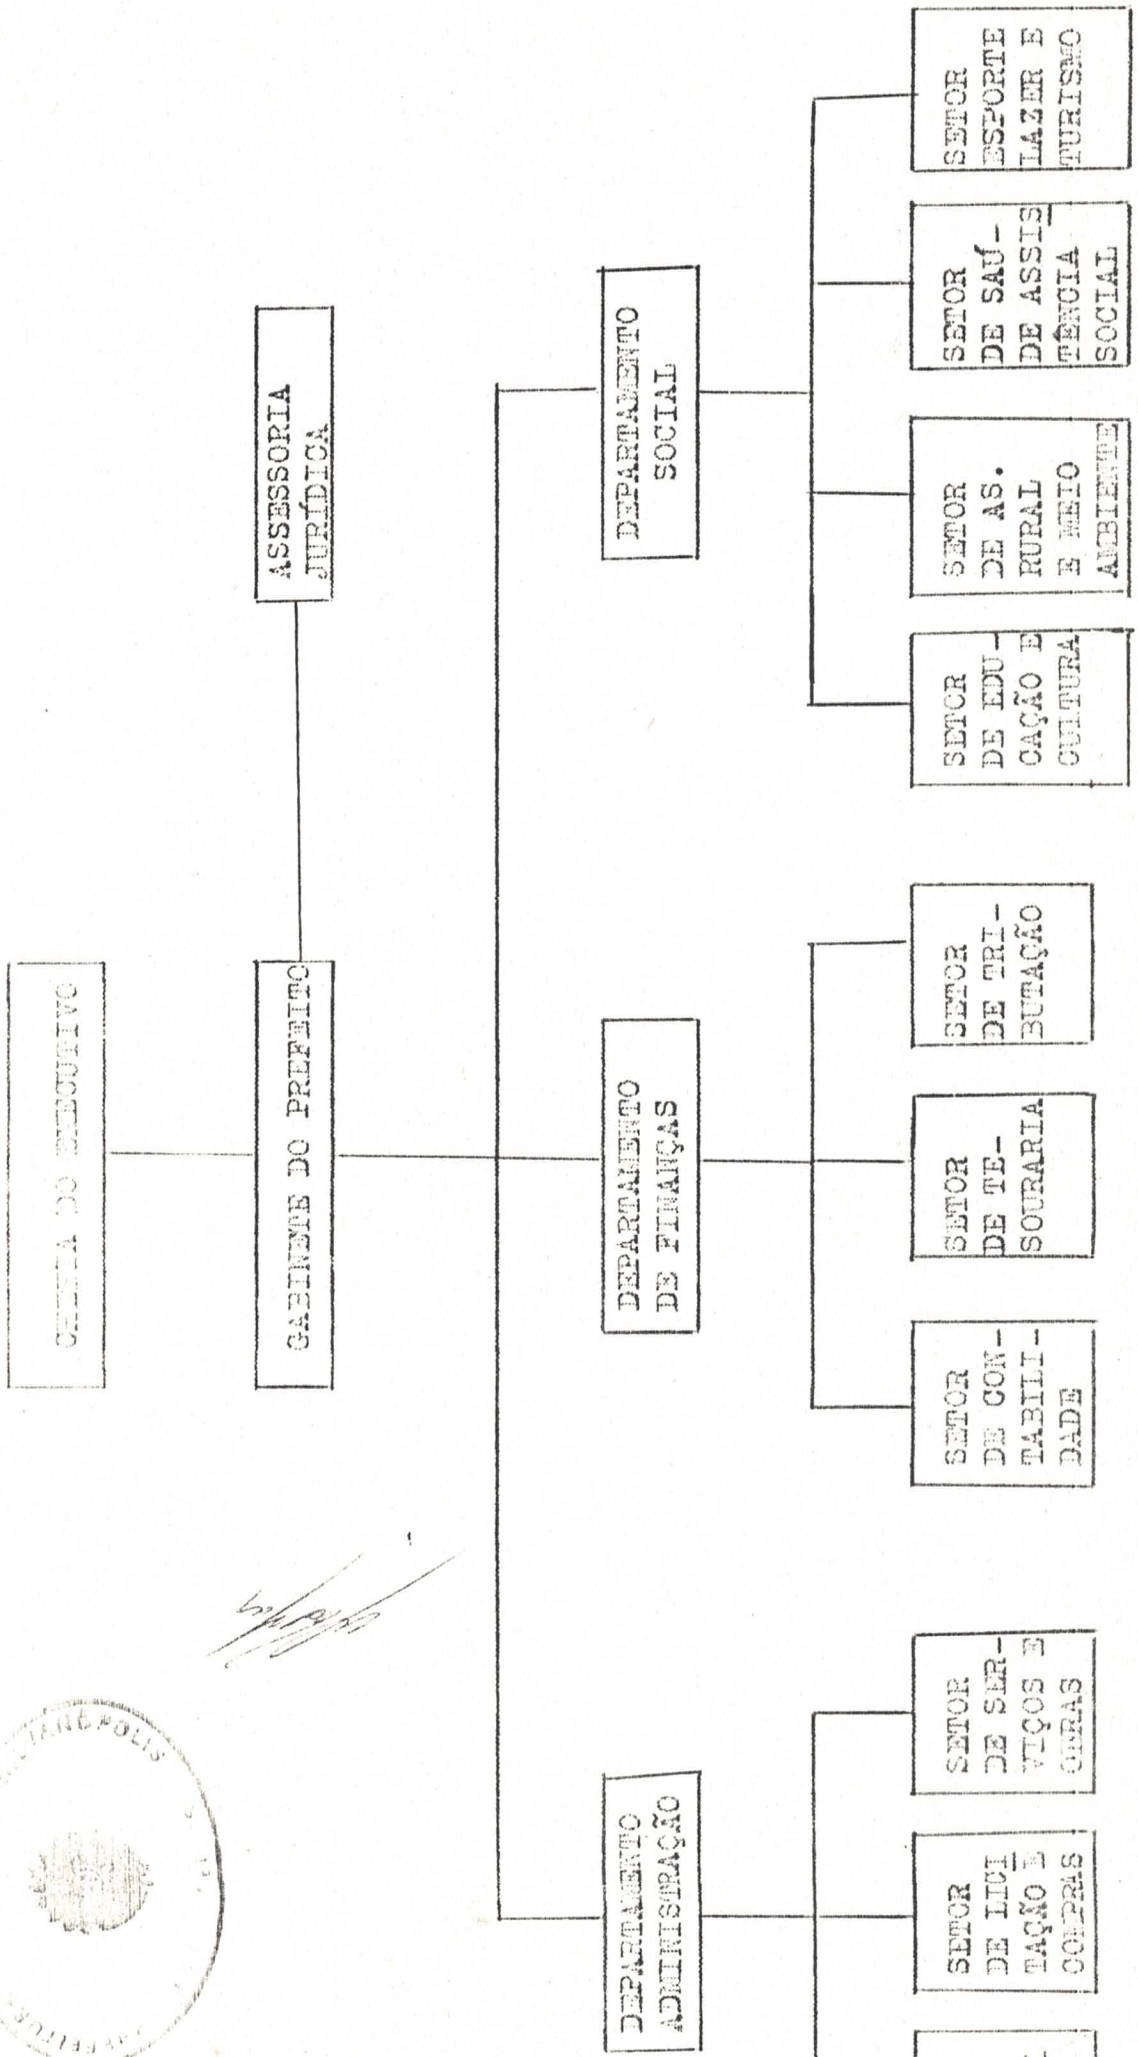 CHEFIA DO EXECUTIVO
GABINETE DO PREFEITO
ASSESSORIA
JURÍDICA
DEPARTAMENTO
ADMINISTRAÇÃO
DEPARTAMENTO
DE FINANÇAS
DEPARTAMENTO
SOCIAL
SETOR
DE LICI
TAÇÃO E
COMPRAS
SETOR
DE SER-
VIÇOS E
OBRAS
SETOR
DE CON-
TABILI-
DADE
SETOR
DE TE-
SOURARIA
SETOR
DE TRI-
BUTAÇÃO
SETOR
DE EDU-
CAÇÃO E
CULTURA
SETOR
DE AS.
RURAL
E MEIO
AMBIENTE
SETOR
DE SAÚ-
DE ASSIS
TÊNCIA
SOCIAL
SETOR
ESPORTE
LAZER E
TURISMO